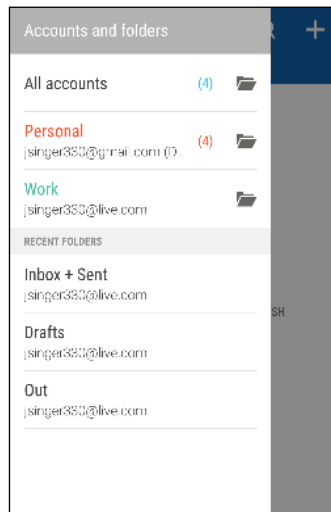 Accounts and folders
All accounts (4)
Personal (4)
jsinger330@gmail.com (D...
Work
jsinger330@live.com
RECENT FOLDERS
Inbox + Sent
jsinger330@live.com
Drafts
jsinger330@live.com
Out
jsinger330@live.com
SH